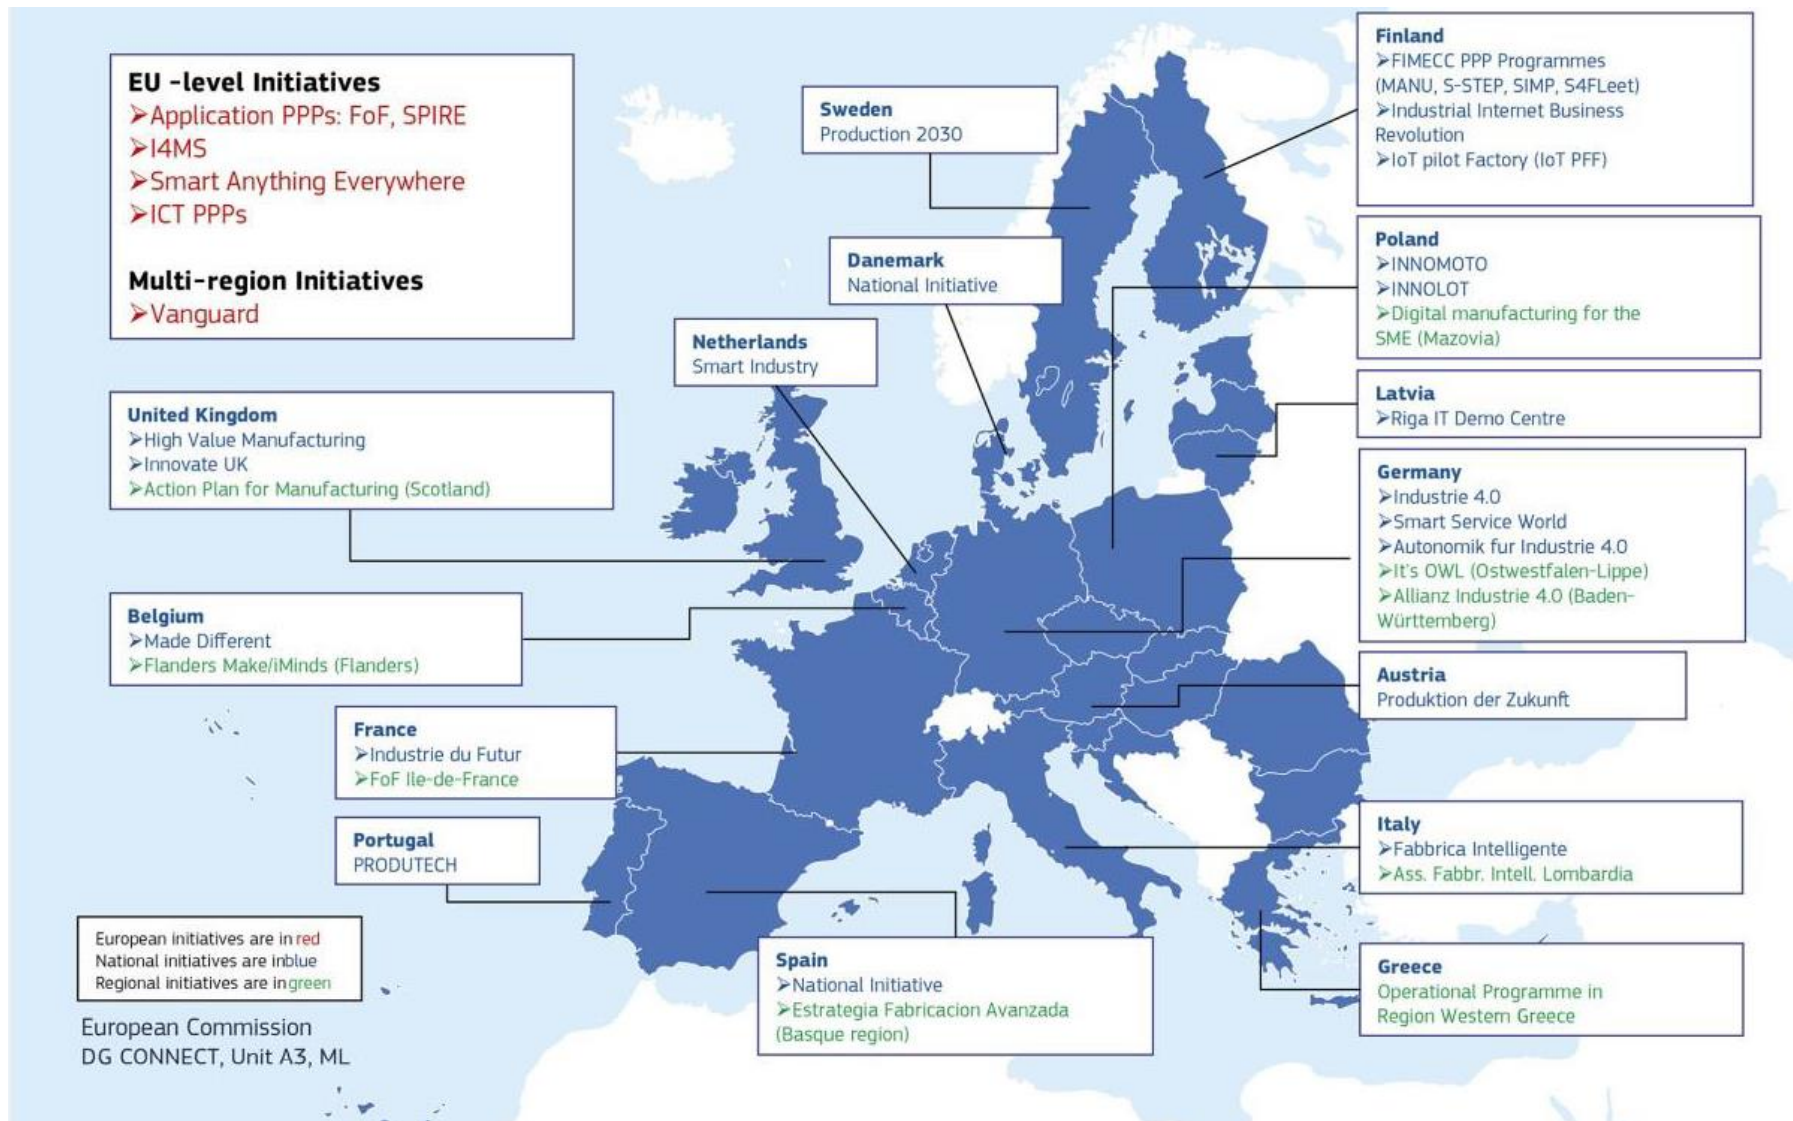 EU -level Initiatives
➢Application PPPs: FoF, SPIRE
➢I4MS
➢Smart Anything Everywhere
➢ICT PPPs
Multi-region Initiatives
➢Vanguard
Sweden
Production 2030
Danemark
National Initiative
Netherlands
Smart Industry
United Kingdom
➢High Value Manufacturing
➢Innovate UK
➢Action Plan for Manufacturing (Scotland)
Belgium
➢Made Different
➢Flanders Make/iMinds (Flanders)
France
➢Industrie du Futur
➢FoF Ile-de-France
Portugal
PRODUTECH
European initiatives are in red
National initiatives are inblue
Regional initiatives are in green
European Commission
DG CONNECT, Unit A3, ML
Spain
➢National Initiative
➢Estrategia Fabricacion Avanzada
(Basque region)
Finland
➢FIMECC PPP Programmes
(MANU, S-STEP, SIMP, S4FLeet)
➢Industrial Internet Business
Revolution
➢IoT pilot Factory (IoT PFF)
Poland
➢INNOMOTO
➢INNOLOT
➢Digital manufacturing for the
SME (Mazovia)
Latvia
➢Riga IT Demo Centre
Germany
➢Industrie 4.0
➢Smart Service World
➢Autonomik fur Industrie 4.0
➢It's OWL (Ostwestfalen-Lippe)
➢Allianz Industrie 4.0 (Baden-
Württemberg)
Austria
Produktion der Zukunft
Italy
➢Fabbrica Intelligente
➢Ass. Fabbr. Intell. Lombardia
Greece
Operational Programme in
Region Western Greece